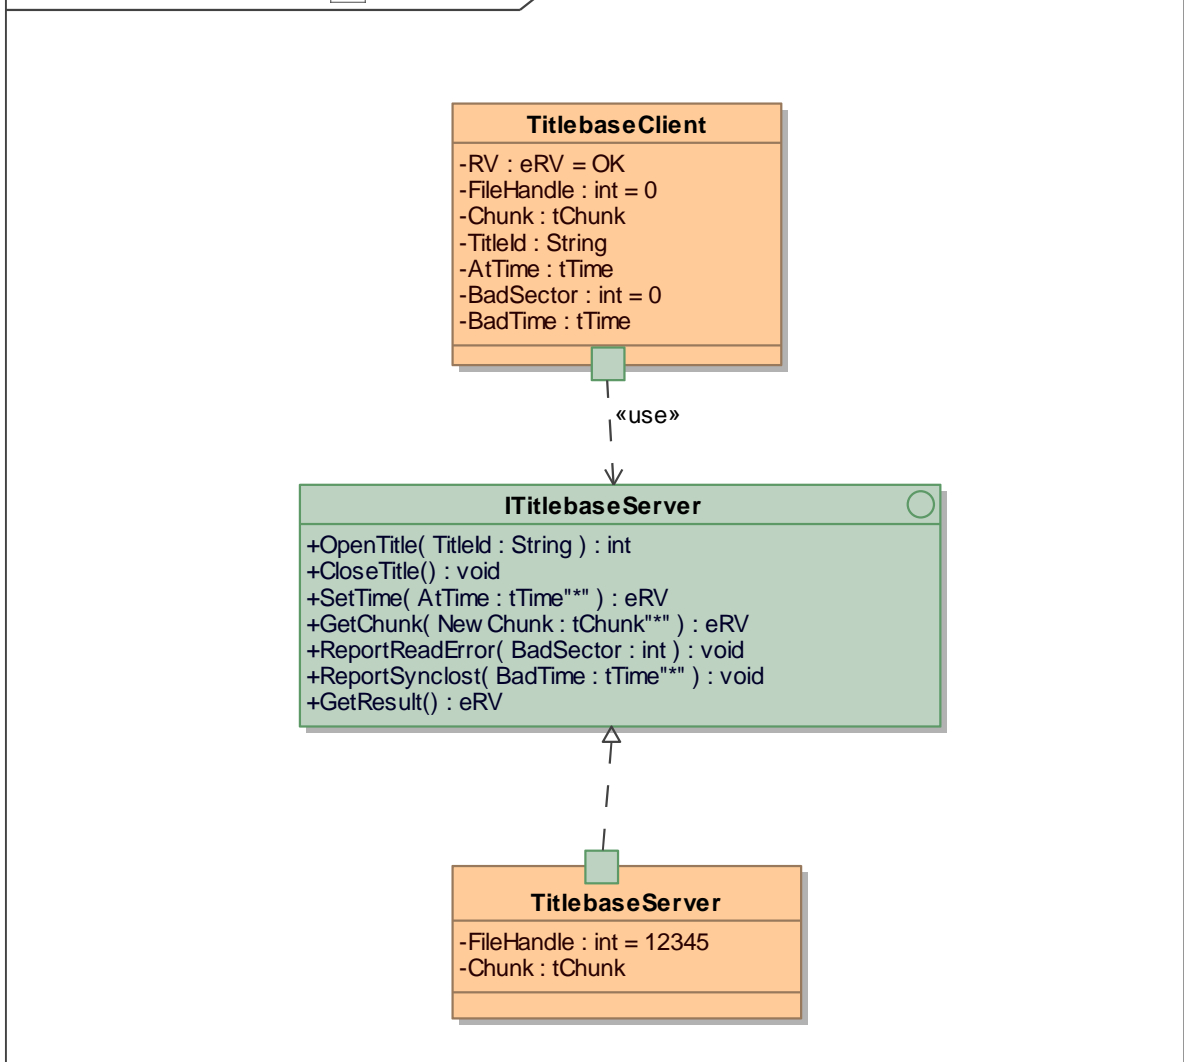 TitlebaseClient
-RV : eRV = OK
-FileHandle : int = 0
-Chunk : tChunk
-TitleId : String
-AtTime : tTime
-BadSector : int = 0
-BadTime : tTime
«use»
ITitlebaseServer
+OpenTitle( TitleId : String ) : int
+CloseTitle() : void
+SetTime( AtTime : tTime"*" ) : eRV
+GetChunk( New Chunk : tChunk"*" ) : eRV
+ReportReadError( BadSector : int ) : void
+ReportSynclost( BadTime : tTime"*" ) : void
+GetResult() : eRV
TitlebaseServer
-FileHandle : int = 12345
-Chunk : tChunk